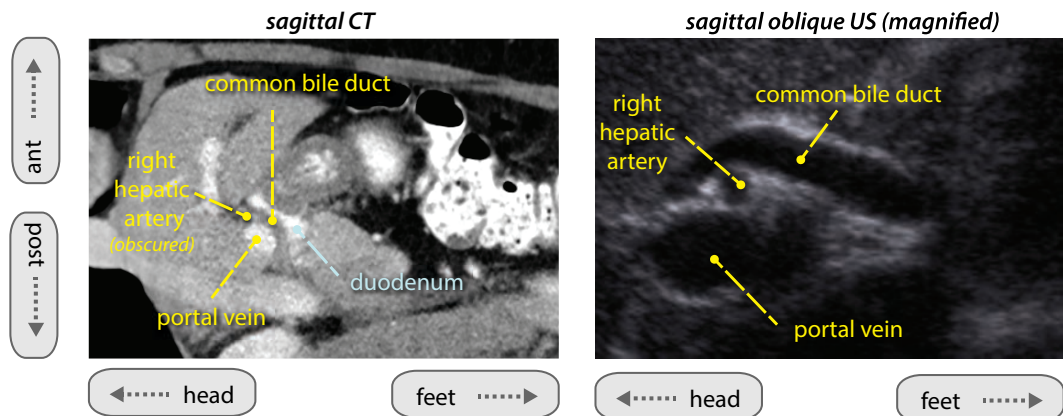 sagittal CT
sagittal oblique US (magnified)
ant
post
common bile duct
right
hepatic
artery
(obscured)
duodenum
portal vein
common bile duct
right
hepatic
artery
portal vein
head
feet
head
feet